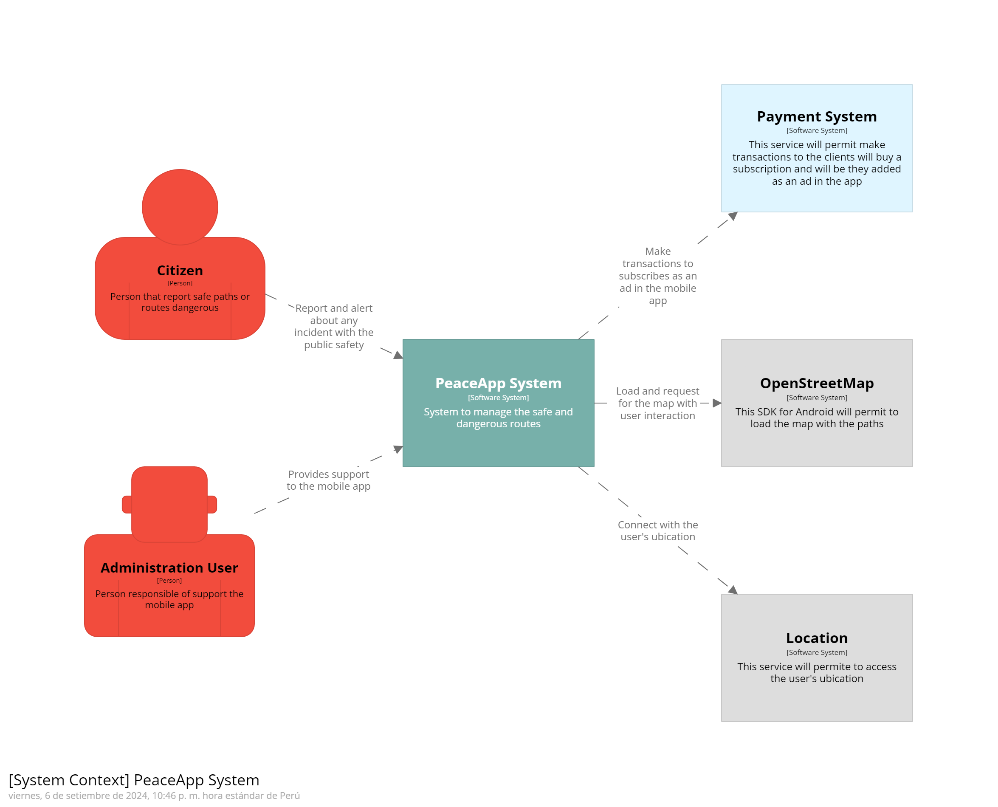 Payment System
[Software System]
This service will permit make
transactions to the clients will buy a
subscription and will be they added
as an ad in the app
Citizen
[Person]
Person that report safe paths or
routes dangerous
Make
transactions to
subscribes as an
ad in the mobile
app
Report and alert
about any
incident with the
public safety
PeaceApp System
[Software System]
System to manage the safe and
dangerous routes
Load and request
for the map with
user interaction
OpenStreetMap
[Software System]
This SDK for Android will permit to
load the map with the paths
Provides support
to the mobile app
Administration User
[Person]
Person responsible of support the
mobile app
Connect with the
user's ubication
Location
[Software System]
This service will permite to access
the user's ubication
[System Context] PeaceApp System
viernes, 6 de setiembre de 2024, 10:46 p. m. hora estándar de Perú